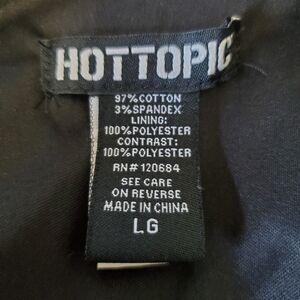 HOTTOPIC
97%COTTON
3%SPANDEX
LINING:
100%POLYESTER
CONTRAST:
100%POLYESTER
RN# 120684
SEE CARE
ON REVERSE
MADE IN CHINA
LG